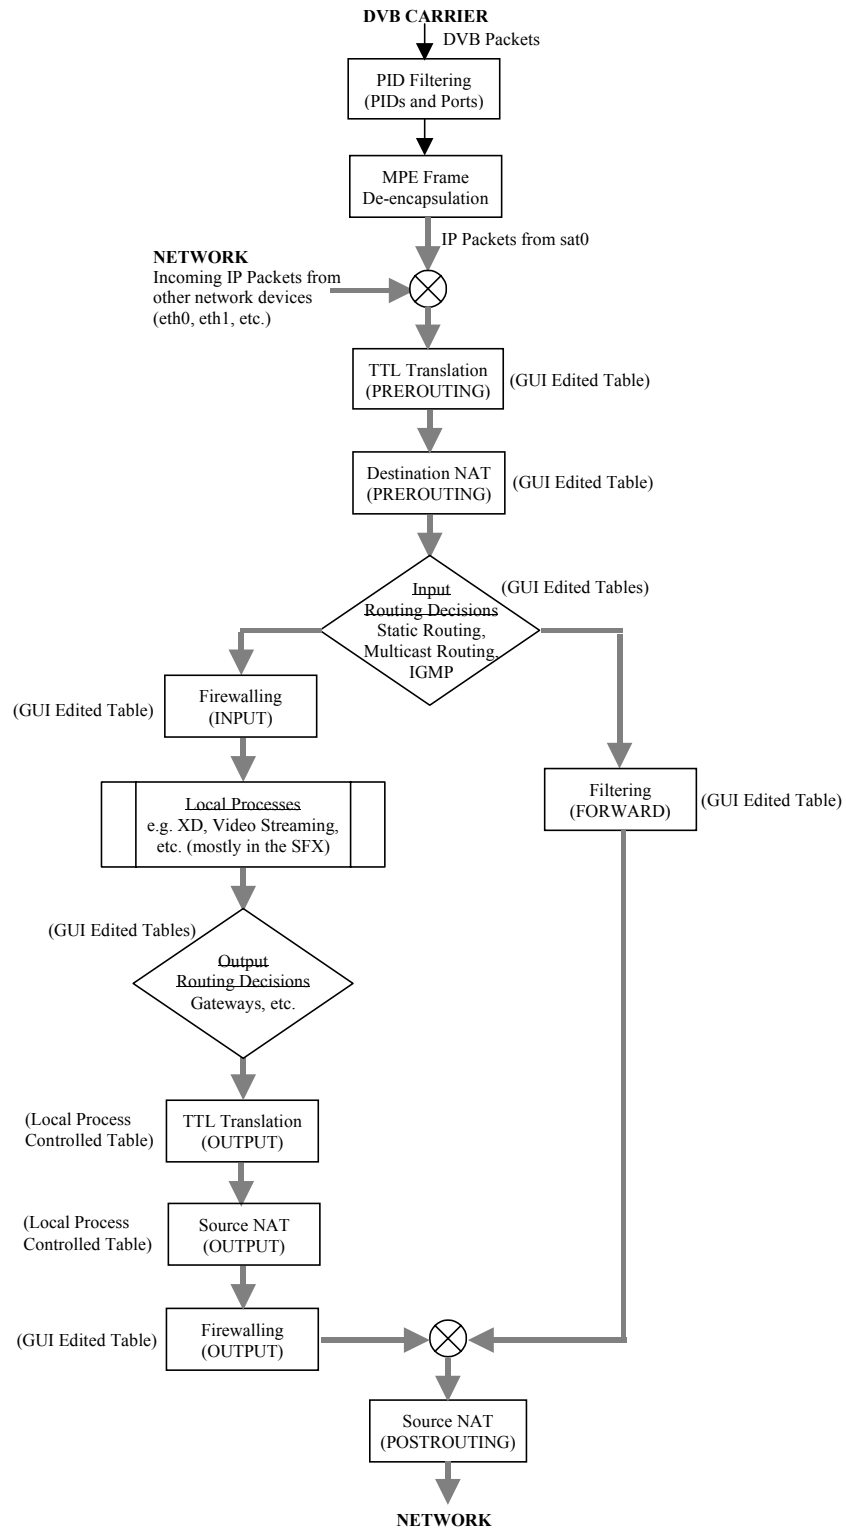 DVB CARRIER
DVB Packets
PID Filtering
(PIDs and Ports)
MPE Frame
De-encapsulation
IP Packets from sat0
NETWORK
Incoming IP Packets from
other network devices
(eth0, eth1, etc.)
TTL Translation
(PREROUTING)
(GUI Edited Table)
Destination NAT
(PREROUTING)
(GUI Edited Table)
(GUI Edited Tables)
Input
Routing Decisions
Static Routing,
Multicast Routing,
IGMP
(GUI Edited Table)
Firewalling
(INPUT)
Filtering
(FORWARD)
(GUI Edited Table)
Local Processes
e.g. XD, Video Streaming,
etc. (mostly in the SFX)
(GUI Edited Tables)
Output
Routing Decisions
Gateways, etc.
(Local Process
Controlled Table)
TTL Translation
(OUTPUT)
(Local Process
Controlled Table)
Source NAT
(OUTPUT)
(GUI Edited Table)
Firewalling
(OUTPUT)
Source NAT
(POSTROUTING)
NETWORK